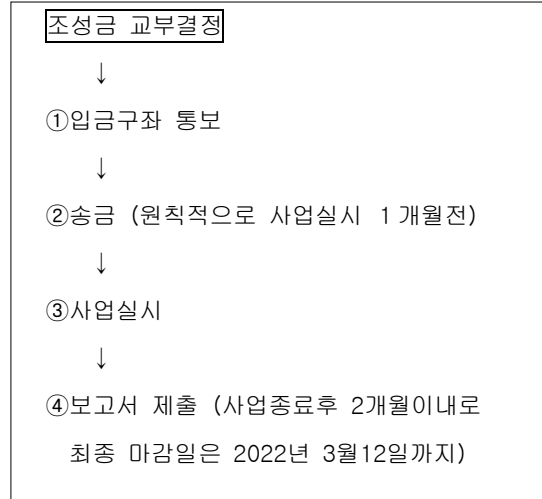 조성금 교부결정
↓
①입금구좌 통보
↓
②송금 (원칙적으로 사업실시 1개월전)
↓
③사업실시
↓
④보고서 제출 (사업종료후 2개월이내로
최종 마감일은 2022년 3월12일까지)